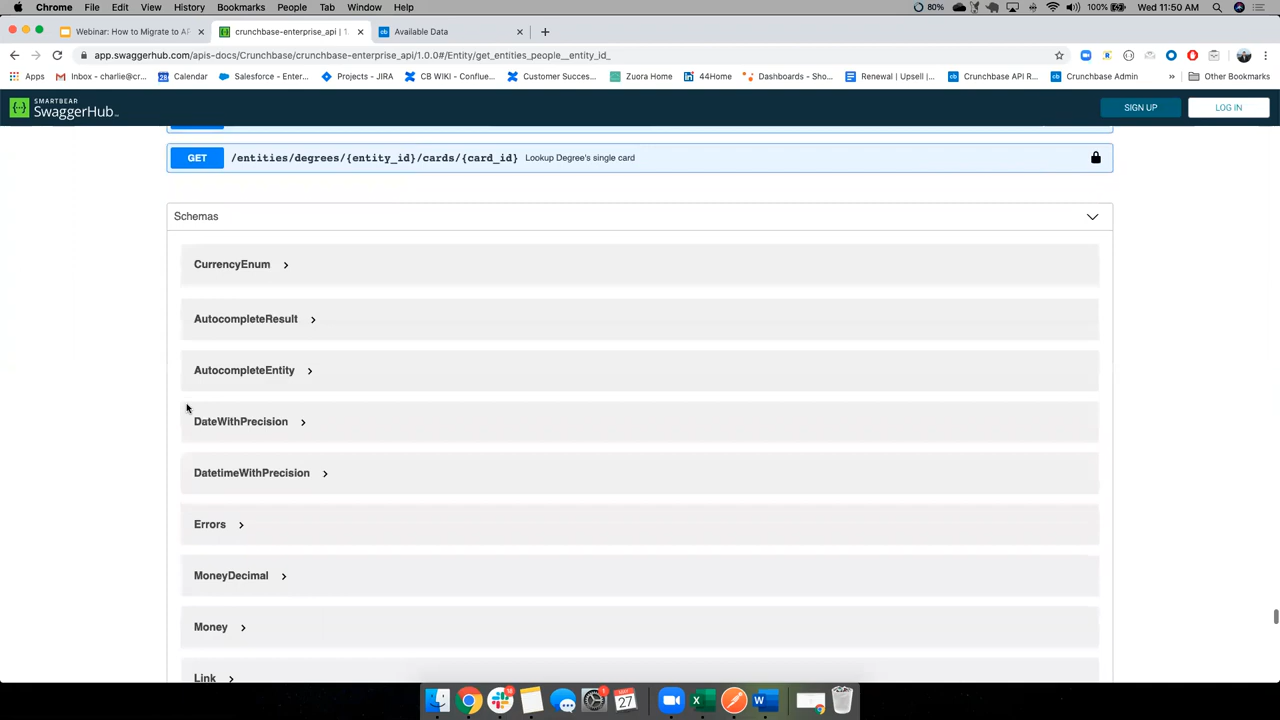 Chrome File Edit View History Bookmarks People Tab Window Help 80% 100% Wed 11:50 AM
Webinar: How to Migrate to AP crunchbase-enterprise_api | 1. Available Data
app.swaggerhub.com/apis-docs/Crunchbase/crunchbase-enterprise_api/1.0.0#/Entity/get_entities_people__entity_id_
Apps Inbox - charlie@cr... Calendar Salesforce - Enter... Projects - JIRA CB WIKI - Conflue... Customer Succes... Zuora Home 44Home Dashboards - Sho... Renewal | Upsell |... Crunchbase API R... Crunchbase Admin » Other Bookmarks
SMARTBEAR
SwaggerHub
SIGN UP LOG IN
GET /entities/degrees/{entity_id}/cards/{card_id} Lookup Degree's single card
Schemas
CurrencyEnum
AutocompleteResult
AutocompleteEntity
DateWithPrecision
DatetimeWithPrecision
Errors
MoneyDecimal
Money
Link